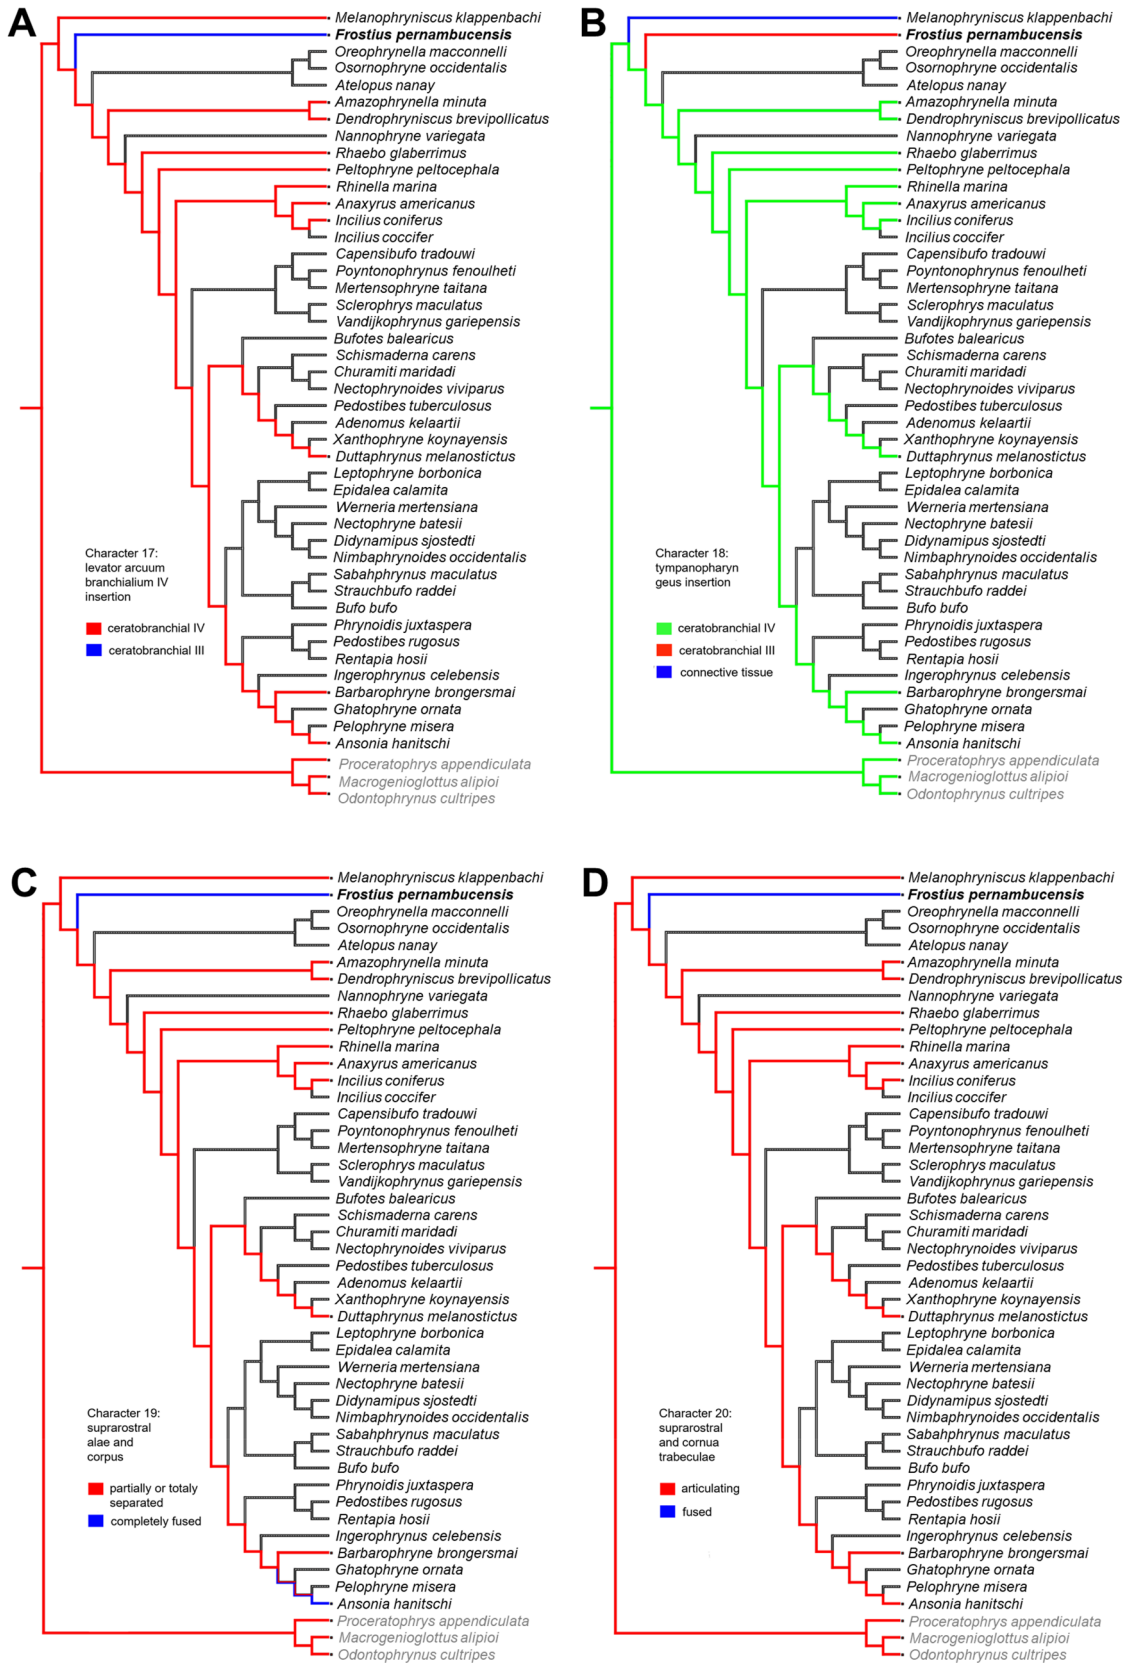 A
Melanophryniscus klappenbachi
Frostius pernambucensis
Oreophrynella macconnelli
Osornophryne occidentalis
Atelopus nanay
Amazophrynella minuta
Dendrophryniscus brevipollicatus
Nannophryne variegata
Rhaebo glaberrimus
Peltophryne peltocephala
Rhinella marina
Anaxyrus americanus
Incilius coniferus
Incilius coccifer
Capensibufo tradouwi
Poyntonophrynus fenoulheti
Mertensophryne taitana
Sclerophrys maculatus
Vandijkophrynus gariepensis
Bufotes balearicus
Schismaderna carens
Churamiti maridadi
Nectophrynoides viviparus
Pedostibes tuberculosus
Adenomus kelaartii
Xanthophryne koynayensis
Duttaphrynus melanostictus
Leptophryne borbonica
Epidalea calamita
Werneria mertensiana
Nectophryne batesii
Didynamipus sjostedti
Nimbaphrynoides occidentalis
Sabahphrynus maculatus
Strauchbufo raddei
Bufo bufo
Phrynoidis juxtaspera
Pedostibes rugosus
Rentapia hosii
Ingerophrynus celebensis
Barbarophryne brongersmai
Ghatophryne ornata
Pelophryne misera
Ansonia hanitschi
Proceratophrys appendiculata
Macrogenioglottus alipioi
Odontophrynus cultripes
Character 17:
levator arcuum
branchialium IV
insertion
ceratobranchial IV
ceratobranchial III
B
Melanophryniscus klappenbachi
Frostius pernambucensis
Oreophrynella macconnelli
Osornophryne occidentalis
Atelopus nanay
Amazophrynella minuta
Dendrophryniscus brevipollicatus
Nannophryne variegata
Rhaebo glaberrimus
Peltophryne peltocephala
Rhinella marina
Anaxyrus americanus
Incilius coniferus
Incilius coccifer
Capensibufo tradouwi
Poyntonophrynus fenoulheti
Mertensophryne taitana
Sclerophrys maculatus
Vandijkophrynus gariepensis
Bufotes balearicus
Schismaderna carens
Churamiti maridadi
Nectophrynoides viviparus
Pedostibes tuberculosus
Adenomus kelaartii
Xanthophryne koynayensis
Duttaphrynus melanostictus
Leptophryne borbonica
Epidalea calamita
Werneria mertensiana
Nectophryne batesii
Didynamipus sjostedti
Nimbaphrynoides occidentalis
Sabahphrynus maculatus
Strauchbufo raddei
Bufo bufo
Phrynoidis juxtaspera
Pedostibes rugosus
Rentapia hosii
Ingerophrynus celebensis
Barbarophryne brongersmai
Ghatophryne ornata
Pelophryne misera
Ansonia hanitschi
Proceratophrys appendiculata
Macrogenioglottus alipioi
Odontophrynus cultripes
Character 18:
tympanopharyn
geus insertion
ceratobranchial IV
ceratobranchial III
connective tissue
C
Melanophryniscus klappenbachi
Frostius pernambucensis
Oreophrynella macconnelli
Osornophryne occidentalis
Atelopus nanay
Amazophrynella minuta
Dendrophryniscus brevipollicatus
Nannophryne variegata
Rhaebo glaberrimus
Peltophryne peltocephala
Rhinella marina
Anaxyrus americanus
Incilius coniferus
Incilius coccifer
Capensibufo tradouwi
Poyntonophrynus fenoulheti
Mertensophryne taitana
Sclerophrys maculatus
Vandijkophrynus gariepensis
Bufotes balearicus
Schismaderna carens
Churamiti maridadi
Nectophrynoides viviparus
Pedostibes tuberculosus
Adenomus kelaartii
Xanthophryne koynayensis
Duttaphrynus melanostictus
Leptophryne borbonica
Epidalea calamita
Werneria mertensiana
Nectophryne batesii
Didynamipus sjostedti
Nimbaphrynoides occidentalis
Sabahphrynus maculatus
Strauchbufo raddei
Bufo bufo
Phrynoidis juxtaspera
Pedostibes rugosus
Rentapia hosii
Ingerophrynus celebensis
Barbarophryne brongersmai
Ghatophryne ornata
Pelophryne misera
Ansonia hanitschi
Proceratophrys appendiculata
Macrogenioglottus alipioi
Odontophrynus cultripes
Character 19:
suprarostral
alae and
corpus
partially or totaly
separated
completely fused
D
Melanophryniscus klappenbachi
Frostius pernambucensis
Oreophrynella macconnelli
Osornophryne occidentalis
Atelopus nanay
Amazophrynella minuta
Dendrophryniscus brevipollicatus
Nannophryne variegata
Rhaebo glaberrimus
Peltophryne peltocephala
Rhinella marina
Anaxyrus americanus
Incilius coniferus
Incilius coccifer
Capensibufo tradouwi
Poyntonophrynus fenoulheti
Mertensophryne taitana
Sclerophrys maculatus
Vandijkophrynus gariepensis
Bufotes balearicus
Schismaderna carens
Churamiti maridadi
Nectophrynoides viviparus
Pedostibes tuberculosus
Adenomus kelaartii
Xanthophryne koynayensis
Duttaphrynus melanostictus
Leptophryne borbonica
Epidalea calamita
Werneria mertensiana
Nectophryne batesii
Didynamipus sjostedti
Nimbaphrynoides occidentalis
Sabahphrynus maculatus
Strauchbufo raddei
Bufo bufo
Phrynoidis juxtaspera
Pedostibes rugosus
Rentapia hosii
Ingerophrynus celebensis
Barbarophryne brongersmai
Ghatophryne ornata
Pelophryne misera
Ansonia hanitschi
Proceratophrys appendiculata
Macrogenioglottus alipioi
Odontophrynus cultripes
Character 20:
suprarostral
and cornua
trabeculae
articulating
fused